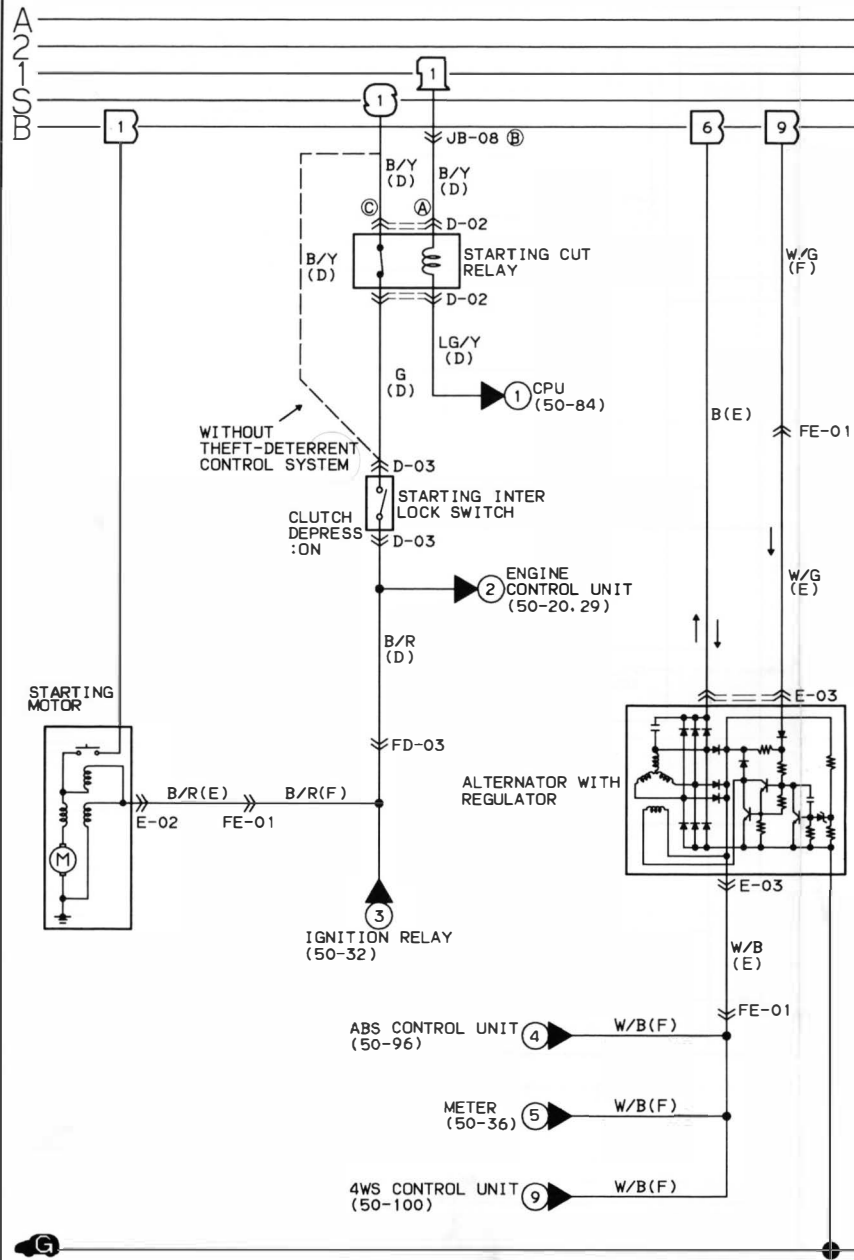 A
2
1
S
B
1
1
1
6
9
JB-08 Ⓑ
B/Y
(D)
B/Y
(D)
Ⓒ
Ⓐ
D-02
B/Y
(D)
STARTING CUT
RELAY
W/G
(F)
D-02
LG/Y
(D)
G
(D)
1
CPU
(50-84)
B(E)
FE-01
WITHOUT
THEFT-DETERRENT
CONTROL SYSTEM
D-03
STARTING INTER
LOCK SWITCH
CLUTCH
DEPRESS
:ON
D-03
2
ENGINE
CONTROL UNIT
(50-20.29)
W/G
(E)
B/R
(D)
STARTING
MOTOR
E-03
FD-03
ALTERNATOR WITH
REGULATOR
B/R(E)
B/R(F)
E-02
FE-01
M
E-03
3
IGNITION RELAY
(50-32)
W/B
(E)
FE-01
ABS CONTROL UNIT
(50-96)
4
W/B(F)
METER
(50-36)
5
W/B(F)
4WS CONTROL UNIT
(50-100)
9
W/B(F)
G